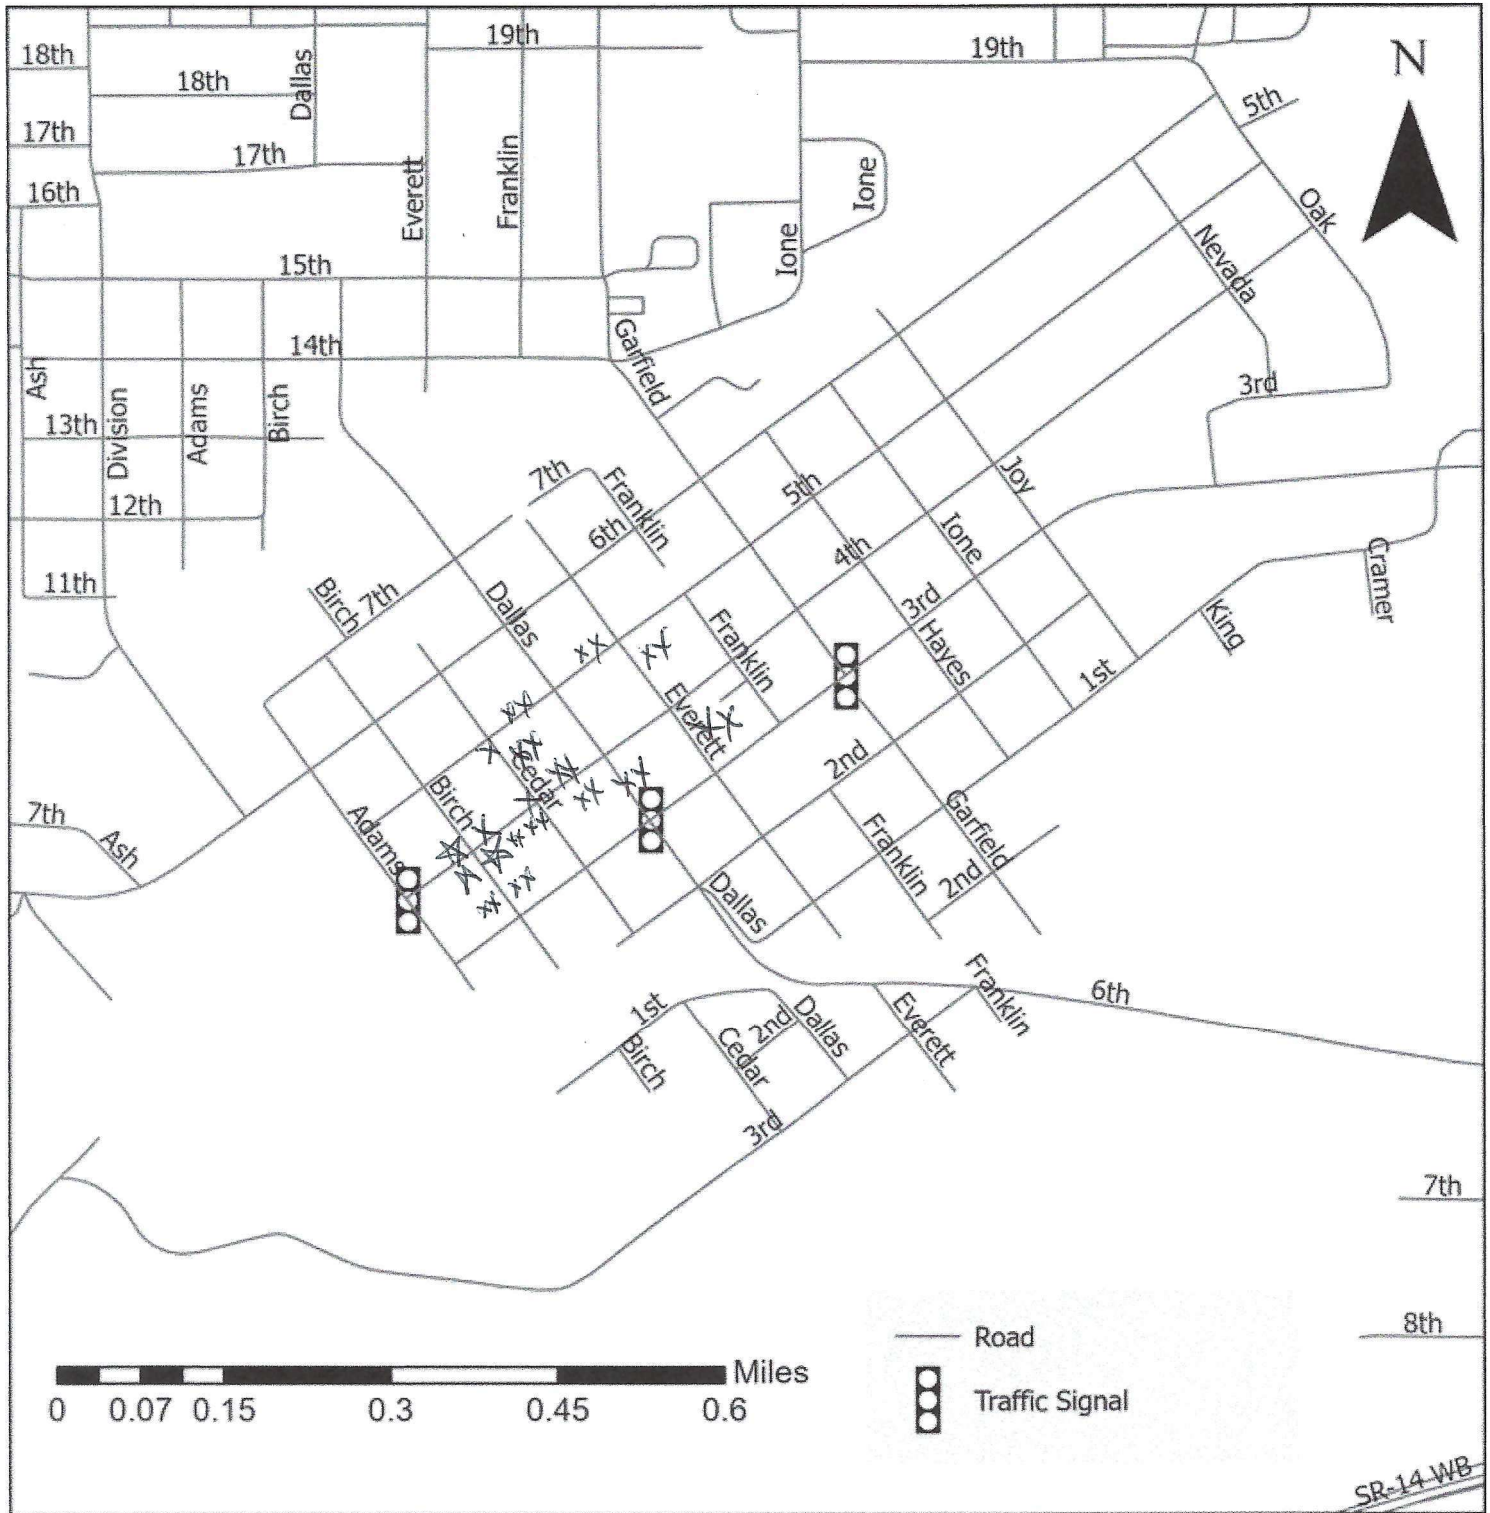 19th
19th
N
18th
18th
Dallas
5th
17th
17th
Everett
Franklin
Ione
16th
Oak
Ione
Nevada
15th
14th
Garfield
Ash
Division
Adams
Birch
3rd
13th
7th
Franklin
5th
Joy
12th
6th
4th
Ione
Cramer
11th
Birch
7th
Dallas
3rd
Franklin
Hayes
King
1st
Everett
2nd
Cedar
Birch
Adams
7th
Ash
Garfield
Franklin
2nd
Dallas
Franklin
6th
1st
Dallas
Everett
2nd
Cedar
Birch
3rd
7th
8th
Road
Traffic Signal
Miles
0 0.07 0.15 0.3 0.45 0.6
SR-14 WB